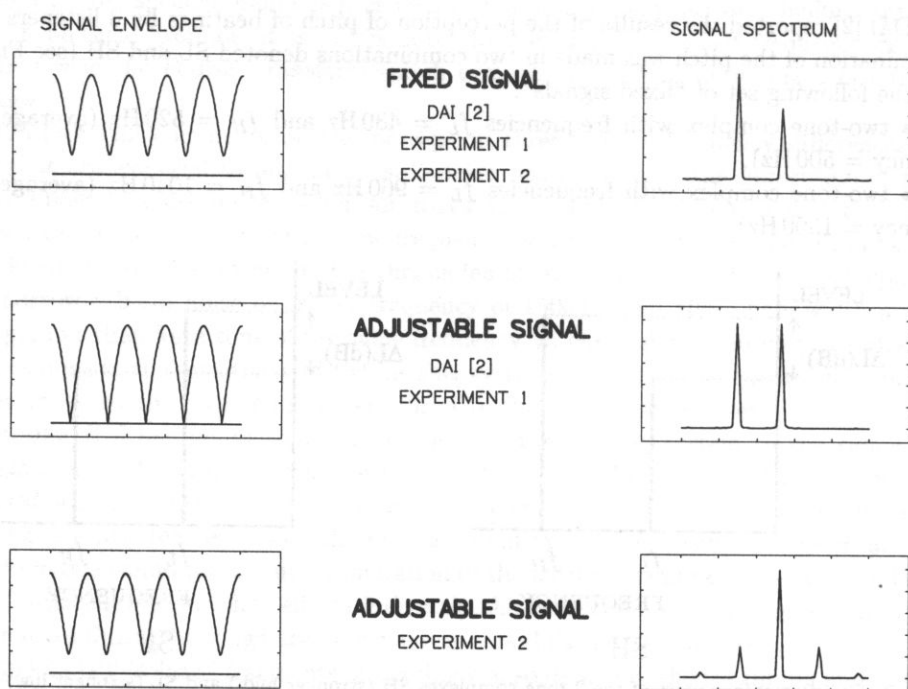 SIGNAL ENVELOPE
SIGNAL SPECTRUM
FIXED SIGNAL
DAI [2]
EXPERIMENT 1
EXPERIMENT 2
ADJUSTABLE SIGNAL
DAI [2]
EXPERIMENT 1
ADJUSTABLE SIGNAL
EXPERIMENT 2